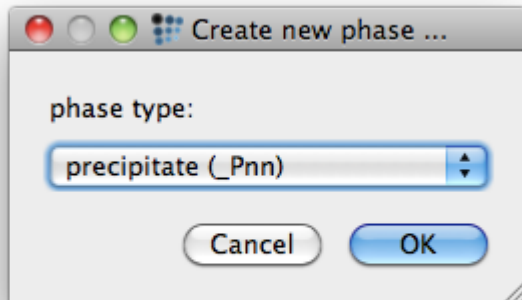 Create new phase ...
phase type:
precipitate (_Pnn)
Cancel
OK